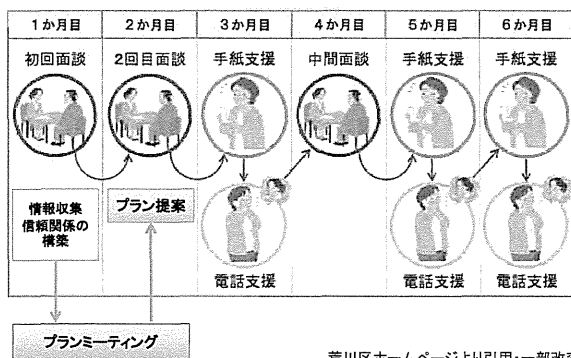 1か月目 2か月目 3か月目 4か月目 5か月目 6か月目
初回面談 2回目面談 手紙支援 中間面談 手紙支援 手紙支援
情報収集
信頼関係の
構築
プラン提案
電話支援 電話支援 電話支援
プランミーティング
荒川区ホームページより引用・一部改変